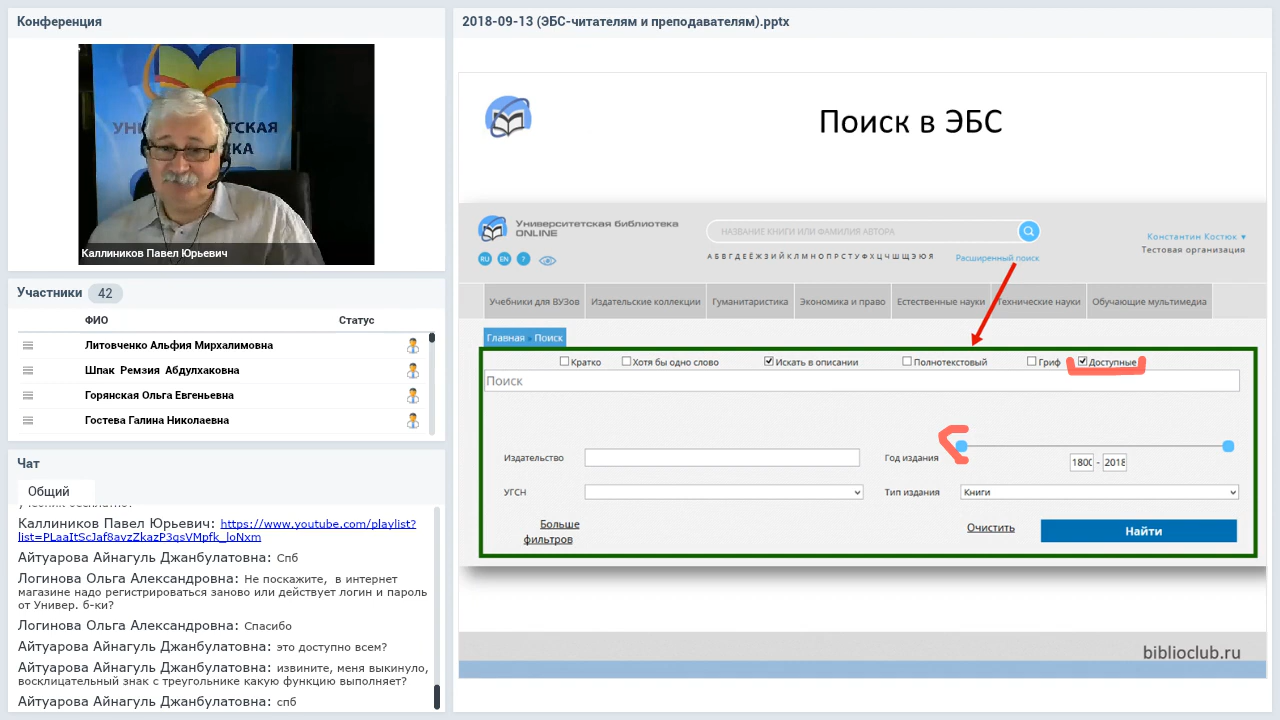 Конференция
УНИВ
ИТЕТСКАЯ
КА
Каллиников Павел Юрьевич
Участники 42
ФИО Статус
Литовченко Альфия Мирхалимовна
Шпак Ремзия Абдулхаковна
Горянская Ольга Евгеньевна
Гостева Галина Николаевна
Чат
Общий
Каллиников Павел Юрьевич: https://www.youtube.com/playlist?
list=PLaaItScJaf8avzZkazP3qsVMpfk_loNxm
Айтуарова Айнагуль Джанбулатовна: Спб
Логинова Ольга Александровна: Не поскажите, в интернет
магазине надо регистрироваться заново или действует логин и пароль
от Универ. б-ки?
Логинова Ольга Александровна: Спасибо
Айтуарова Айнагуль Джанбулатовна: это доступно всем?
Айтуарова Айнагуль Джанбулатовна: извините, меня выкинуло,
восклицательный знак с треугольнике какую функцию выполняет?
Айтуарова Айнагуль Джанбулатовна: спб
2018-09-13 (ЭБС-читателям и преподавателям).pptx
Поиск в ЭБС
Университетская библиотека
ONLINE
RU EN ?
НАЗВАНИЕ КНИГИ ИЛИ ФАМИЛИЯ АВТОРА
А Б В Г Д Е Ё Ж З И Й К Л М Н О П Р С Т У Ф Х Ц Ч Ш Щ Э Ю Я
Расширенный поиск
Константин Костюк ▾
Тестовая организация
Учебники для ВУЗов Издательские коллекции Гуманитаристика Экономика и право Естественные науки Технические науки Обучающие мультимедиа
Главная » Поиск
Кратко Хотя бы одно слово Искать в описании Полнотекстовый Гриф Доступные
Поиск
Издательство Год издания
1800 - 2018
УГСН Тип издания Книги
Больше
фильтров
Очистить Найти
biblioclub.ru